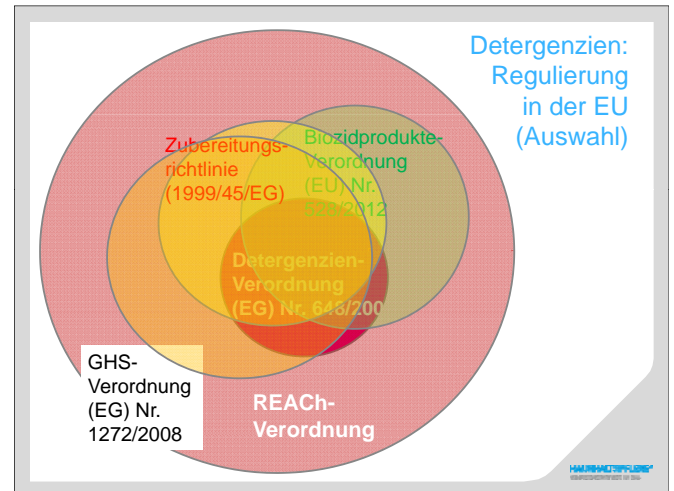 Detergenzien:
Regulierung
in der EU
(Auswahl)
Zubereitungs-
richtlinie
(1999/45/EG)
Biozidprodukte-
Verordnung
(EU) Nr.
528/2012
Detergenzien-
Verordnung
(EG) Nr. 648/200
GHS-
Verordnung
(EG) Nr.
1272/2008
REACh-
Verordnung